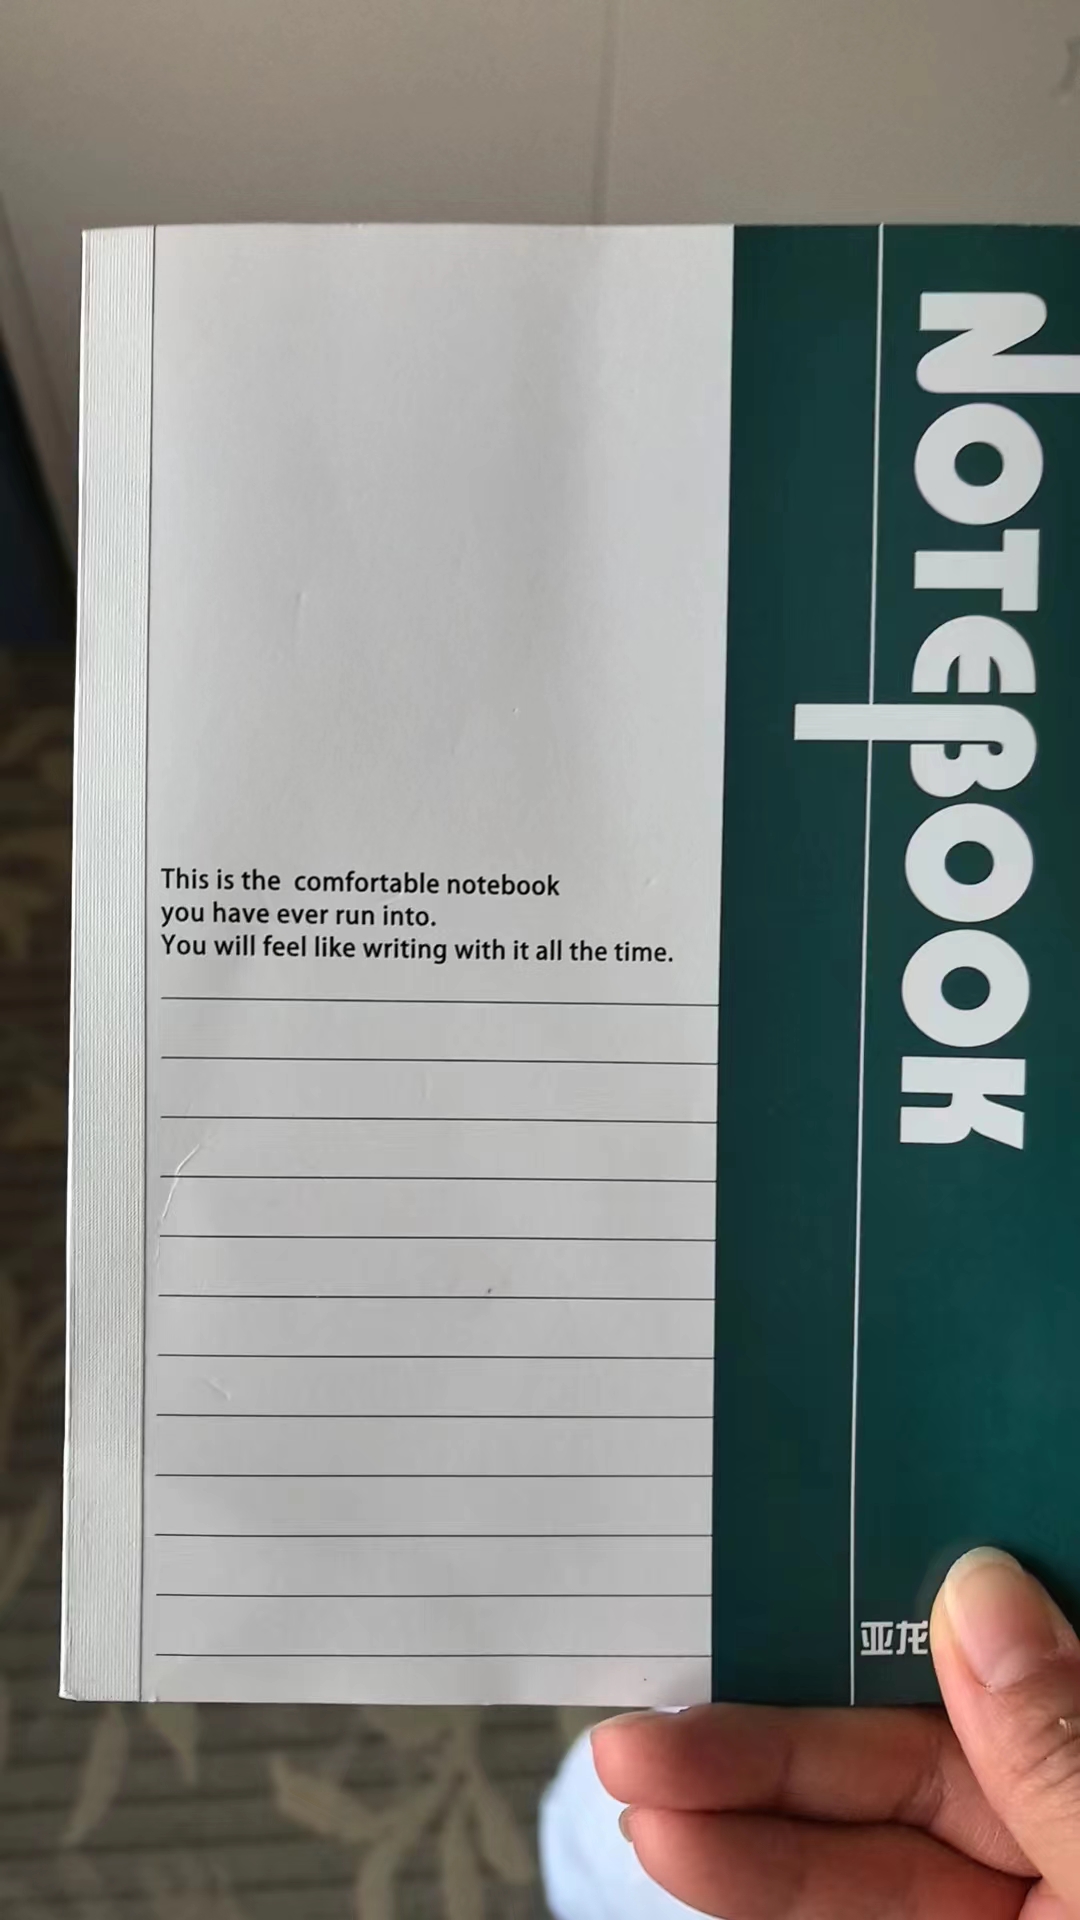 This is the  comfortable notebook
you have ever run into.
You will feel like writing with it all the time.
NOTEBOOK
亚龙